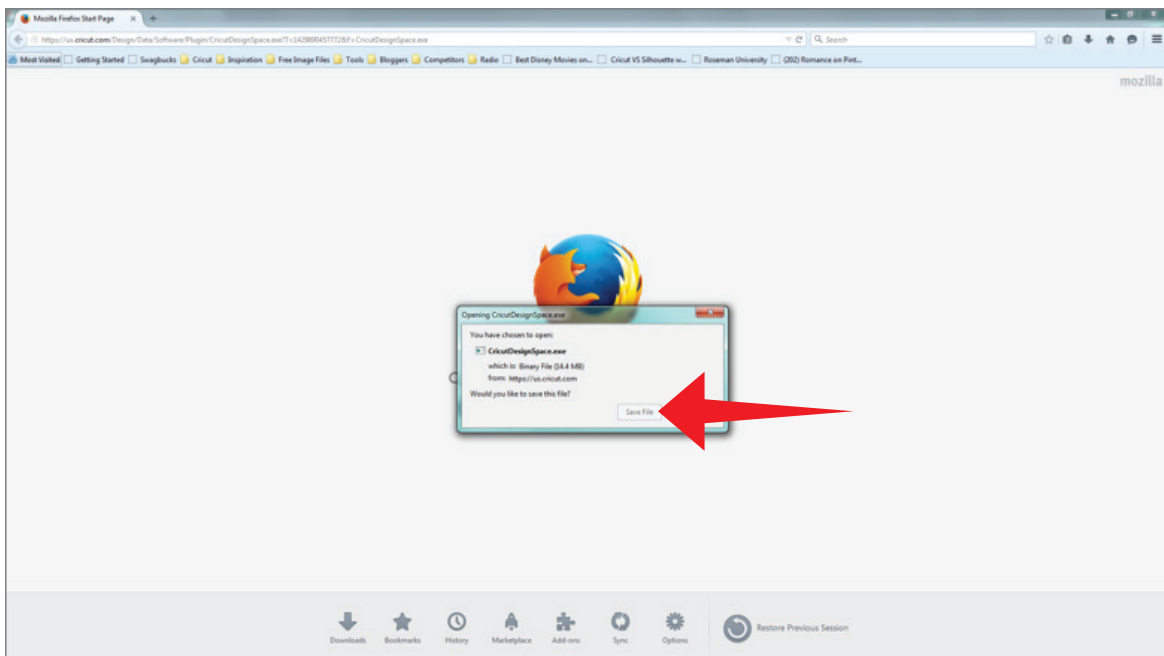 Mozilla Firefox Start Page
https://us.cricut.com/Design/Data/Software/Plugin/CricutDesignSpace.exe?
Search
Most Visited Getting Started Swagbucks Cricut Inspiration Free Image Files Tools Bloggers Competitors Radio Best Disney Movies on... Cricut VS Silhouette w... Roseman University (202) Romance on Pint...
mozilla
Opening CricutDesignSpace.exe
You have chosen to open:
CricutDesignSpace.exe
which is: Binary File (14.4 MB)
from: https://us.cricut.com
Would you like to save this file?
Save File
Downloads Bookmarks History Marketplace Add-ons Sync Options Restore Previous Session